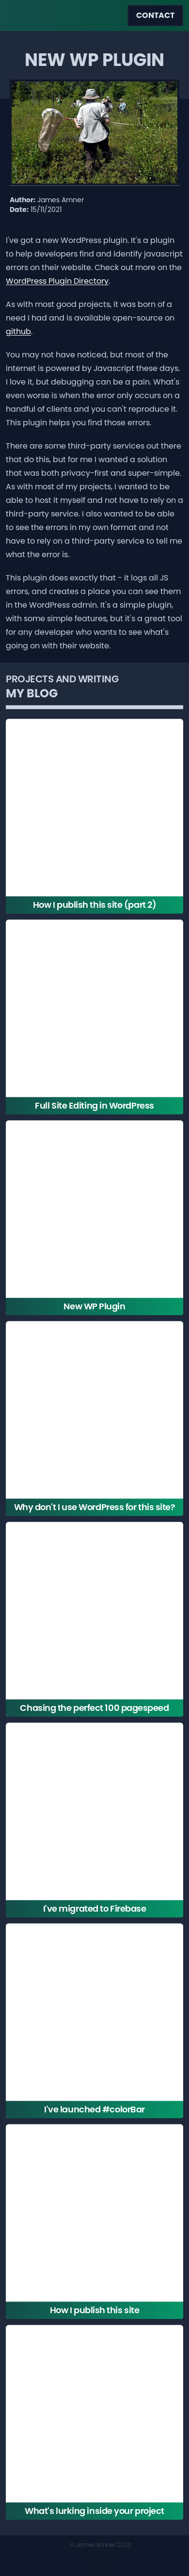 CONTACT
NEW WP PLUGIN
Author: James Amner
Date: 15/11/2021
I've got a new WordPress plugin. It's a plugin
to help developers find and identify javascript
errors on their website. Check out more on the
WordPress Plugin Directory.
As with most good projects, it was born of a
need I had and is available open-source on
github.
You may not have noticed, but most of the
internet is powered by Javascript these days.
I love it, but debugging can be a pain. What's
even worse is when the error only occurs on a
handful of clients and you can't reproduce it.
This plugin helps you find those errors.
There are some third-party services out there
that do this, but for me I wanted a solution
that was both privacy-first and super-simple.
As with most of my projects, I wanted to be
able to host it myself and not have to rely on a
third-party service. I also wanted to be able
to see the errors in my own format and not
have to rely on a third-party service to tell me
what the error is.
This plugin does exactly that - it logs all JS
errors, and creates a place you can see them
in the WordPress admin. It's a simple plugin,
with some simple features, but it's a great tool
for any developer who wants to see what's
going on with their website.
PROJECTS AND WRITING
MY BLOG
How I publish this site (part 2)
Full Site Editing in WordPress
New WP Plugin
Why don't I use WordPress for this site?
Chasing the perfect 100 pagespeed
I've migrated to Firebase
I've launched #colorBar
How I publish this site
What's lurking inside your project
© James Amner 2023